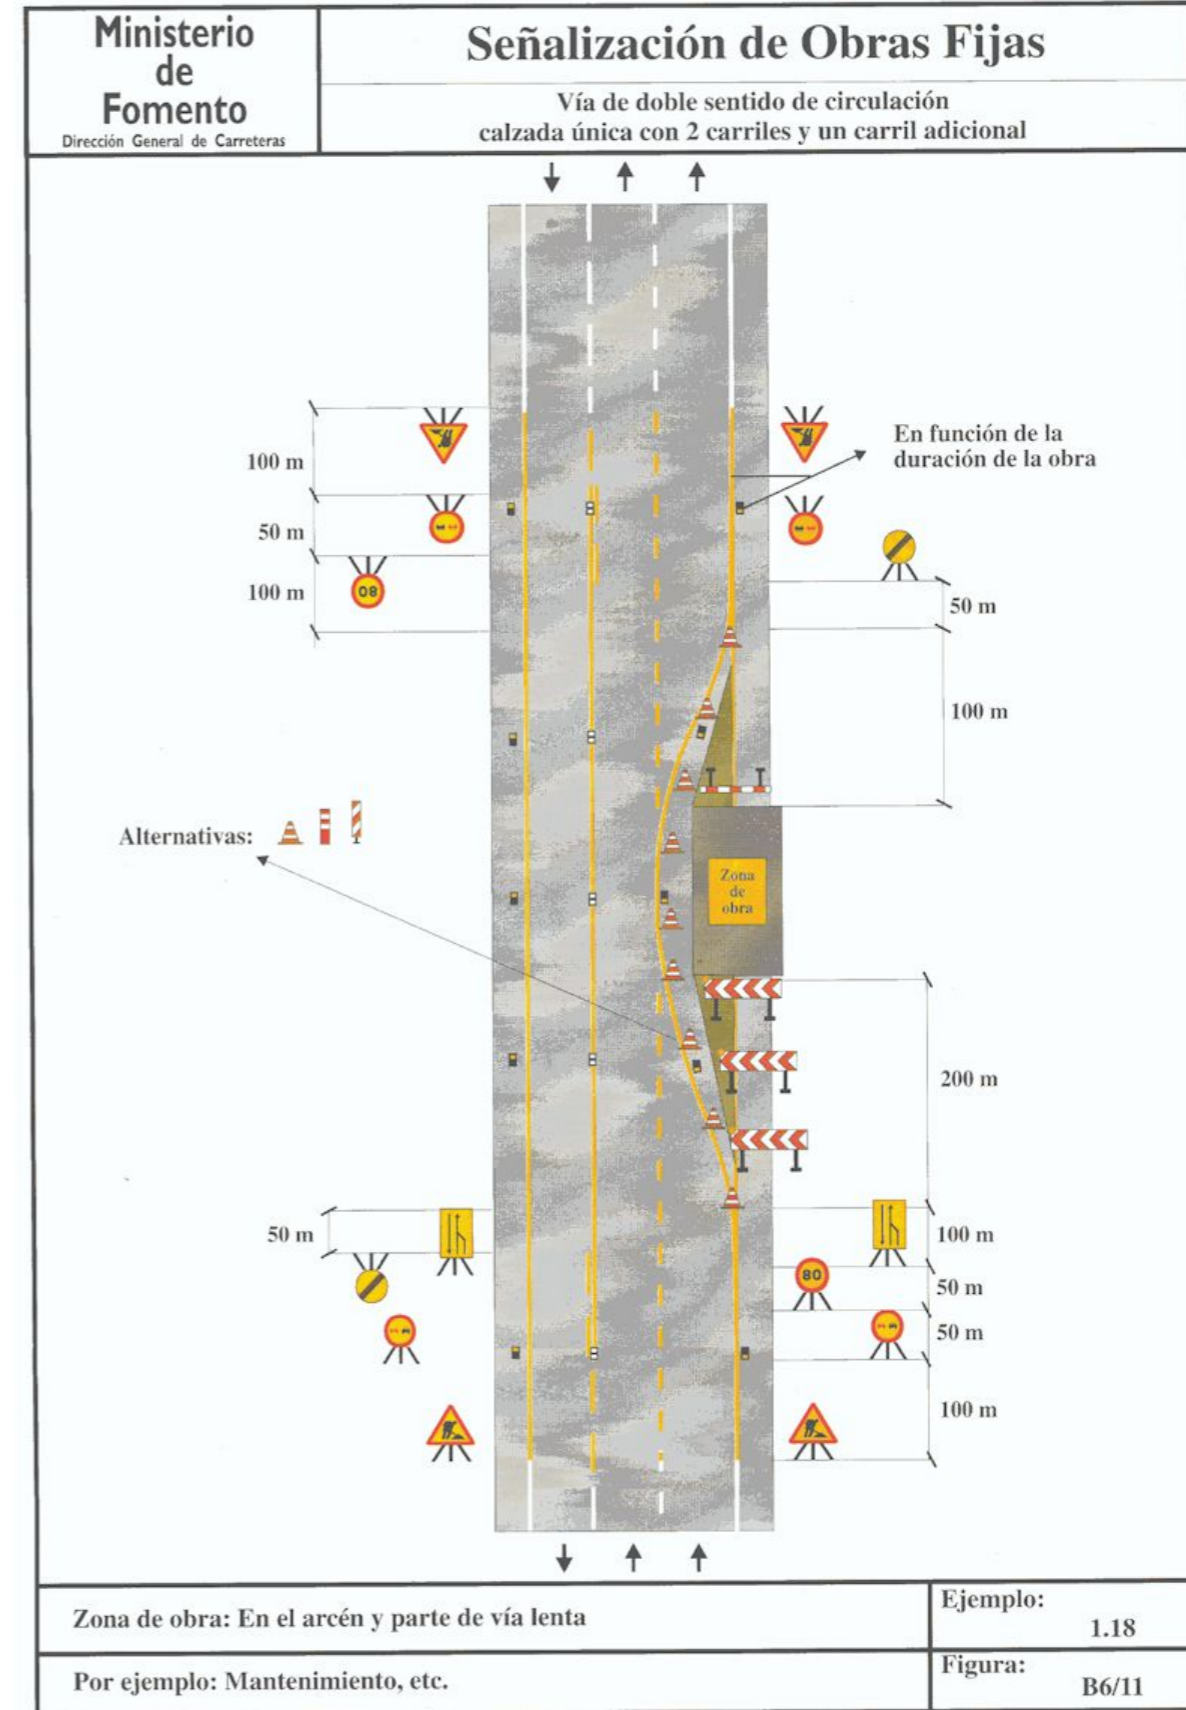 Ministerio
de
Fomento
Dirección General de Carreteras
Señalización de Obras Fijas
Vía de doble sentido de circulación
calzada única con 2 carriles y un carril adicional
En función de la
duración de la obra
100 m
50 m
100 m
80
50 m
100 m
Alternativas:
Zona
de
obra
200 m
50 m
100 m
80
50 m
50 m
100 m
Zona de obra: En el arcén y parte de vía lenta
Ejemplo:
1.18
Por ejemplo: Mantenimiento, etc.
Figura:
B6/11